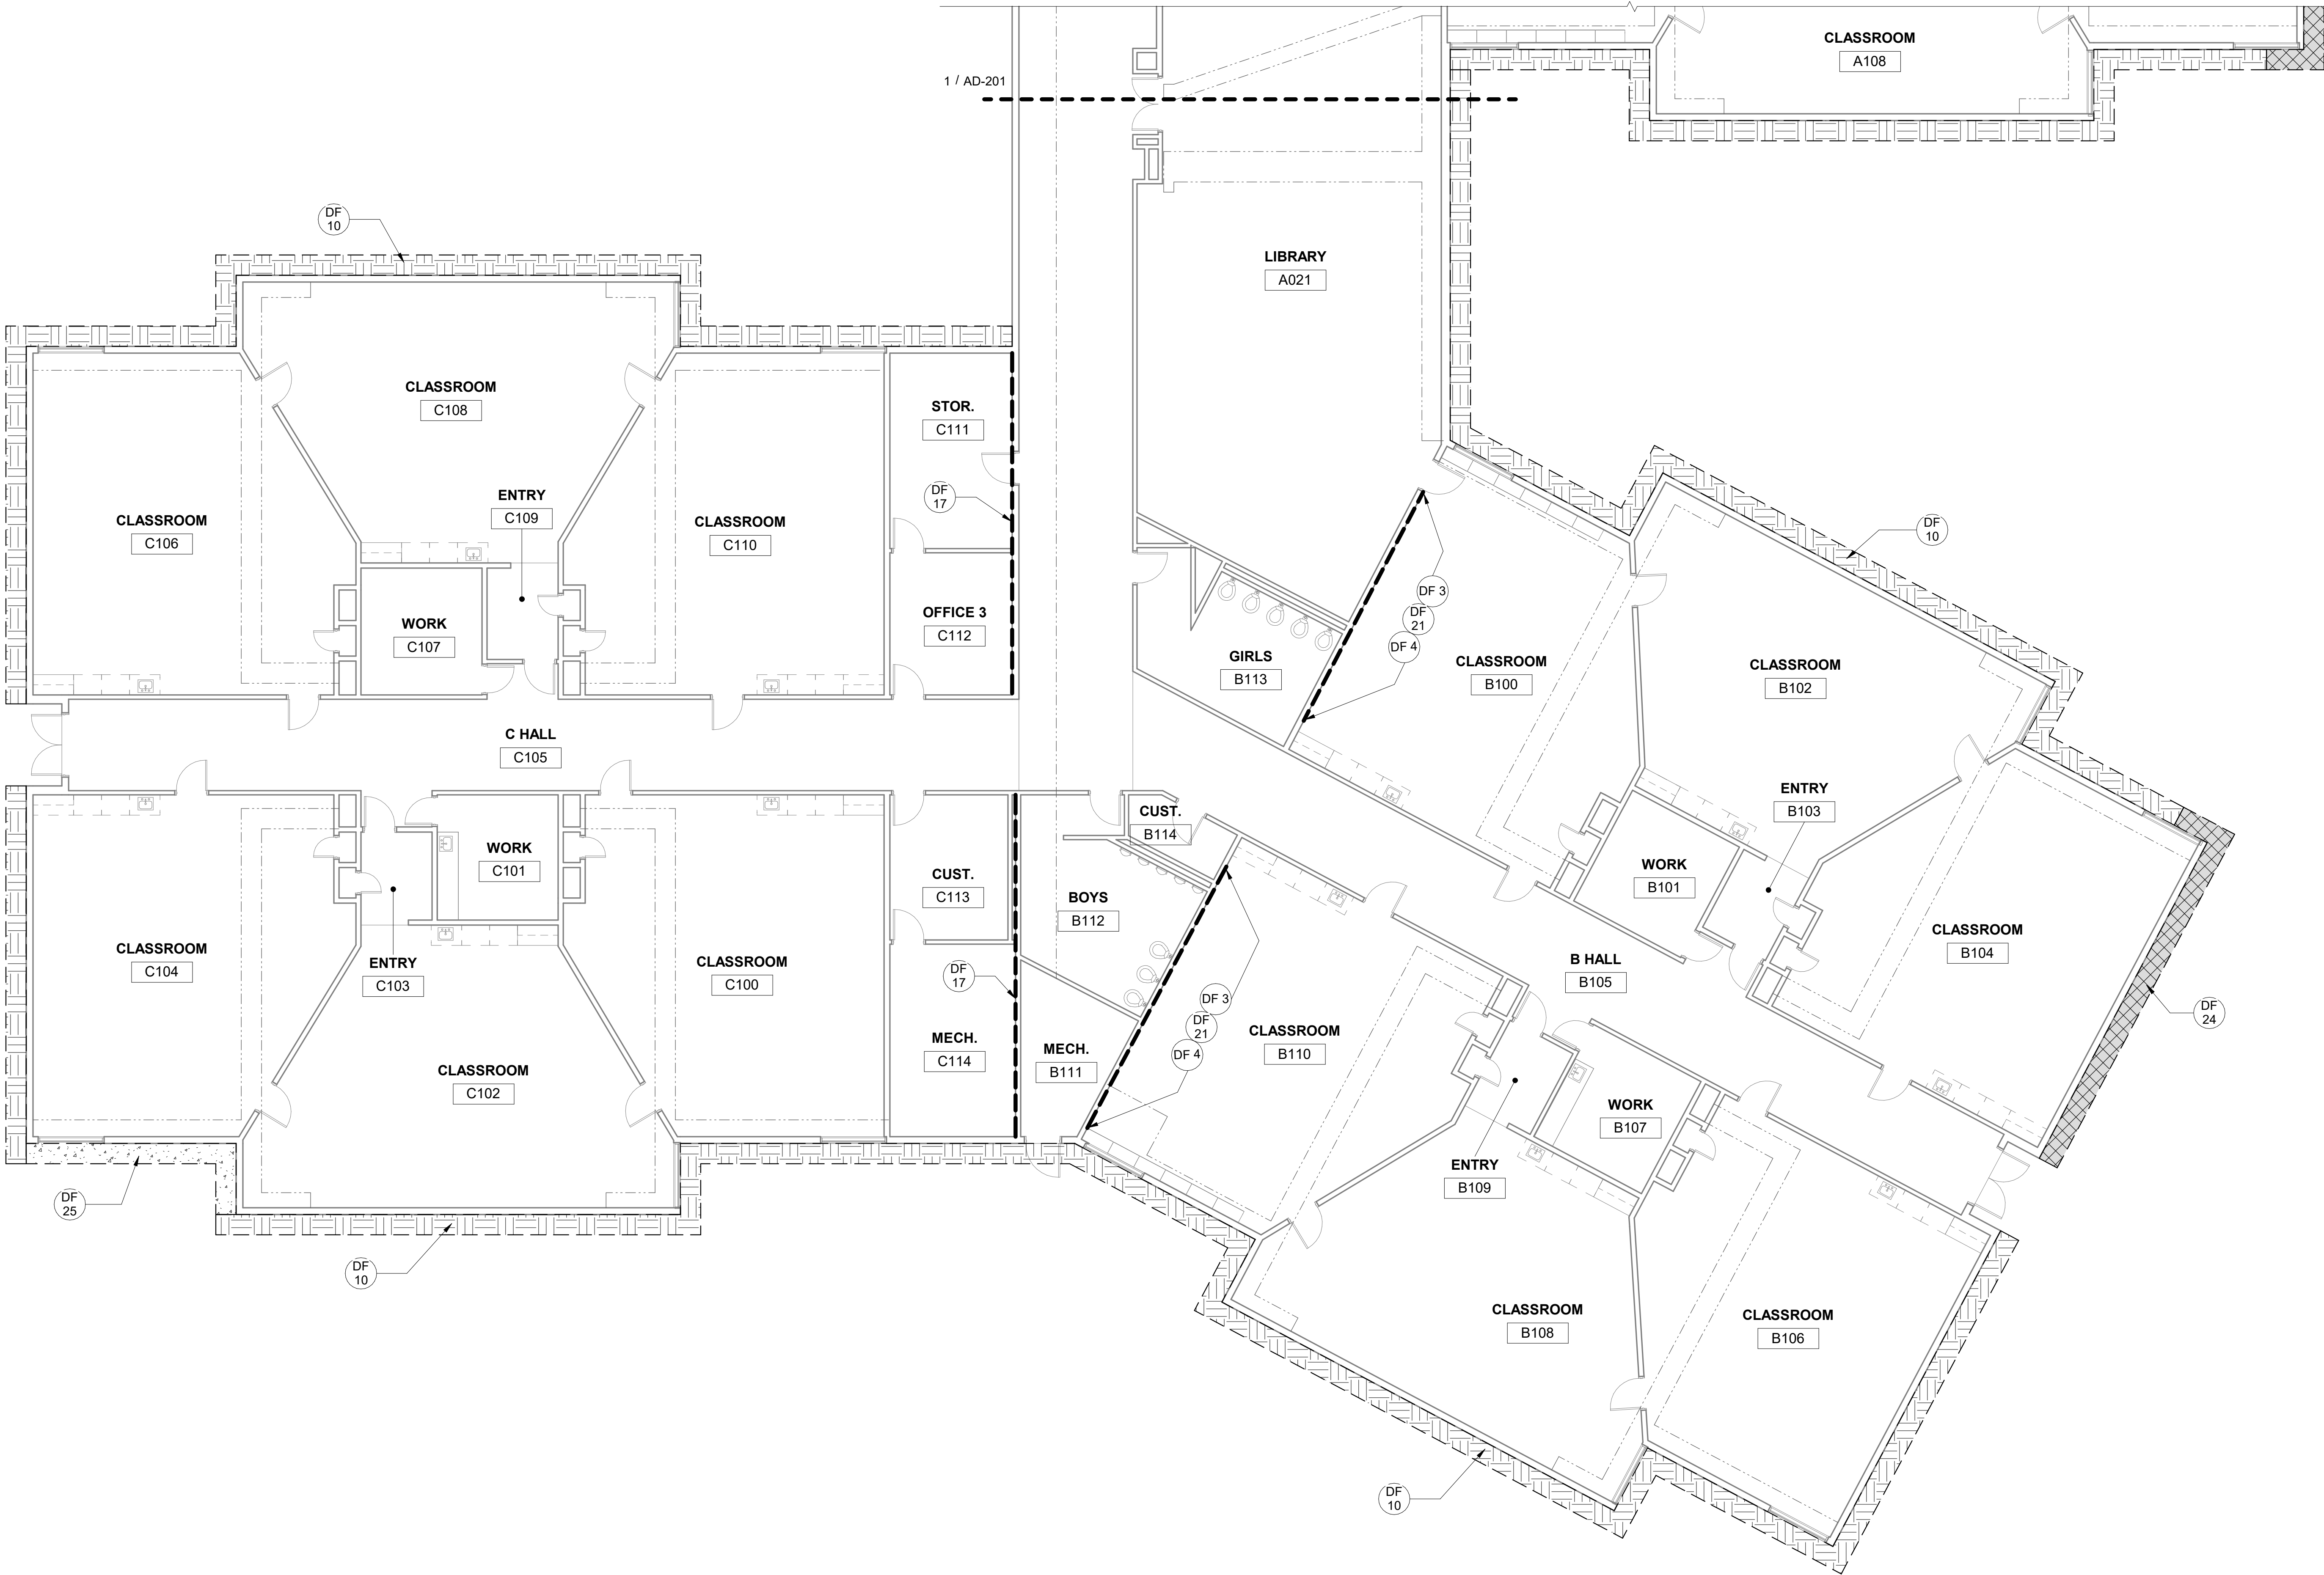 CLASSROOM
A108
1 / AD-201
DF
10
LIBRARY
A021
CLASSROOM
C108
STOR.
C111
ENTRY
C109
DF
17
CLASSROOM
C106
CLASSROOM
C110
DF
10
WORK
C107
OFFICE 3
C112
DF 3
DF
21
DF 4
GIRLS
B113
CLASSROOM
B100
CLASSROOM
B102
C HALL
C105
ENTRY
B103
CUST.
B114
WORK
C101
CUST.
C113
BOYS
B112
WORK
B101
CLASSROOM
B104
CLASSROOM
C104
ENTRY
C103
CLASSROOM
C100
DF
17
B HALL
B105
DF 3
DF
21
DF 4
DF
24
CLASSROOM
C102
MECH.
C114
MECH.
B111
CLASSROOM
B110
WORK
B107
ENTRY
B109
DF
25
DF
10
CLASSROOM
B108
CLASSROOM
B106
DF
10